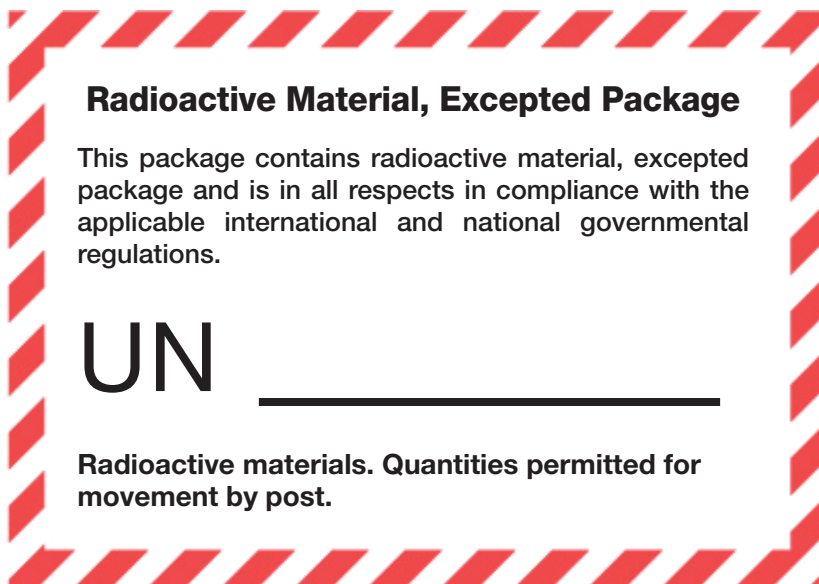 Radioactive Material, Excepted Package
This package contains radioactive material, excepted
package and is in all respects in compliance with the
applicable international and national governmental
regulations.
UN
Radioactive materials. Quantities permitted for
movement by post.